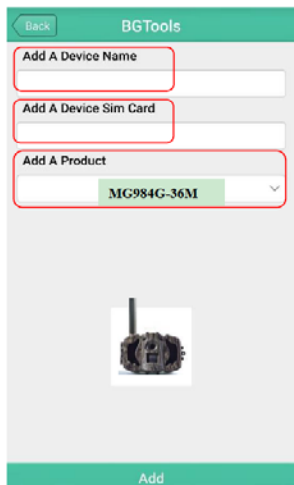 Back
BGTools
Add A Device Name
Add A Device Sim Card
Add A Product
MG984G-36M
Add